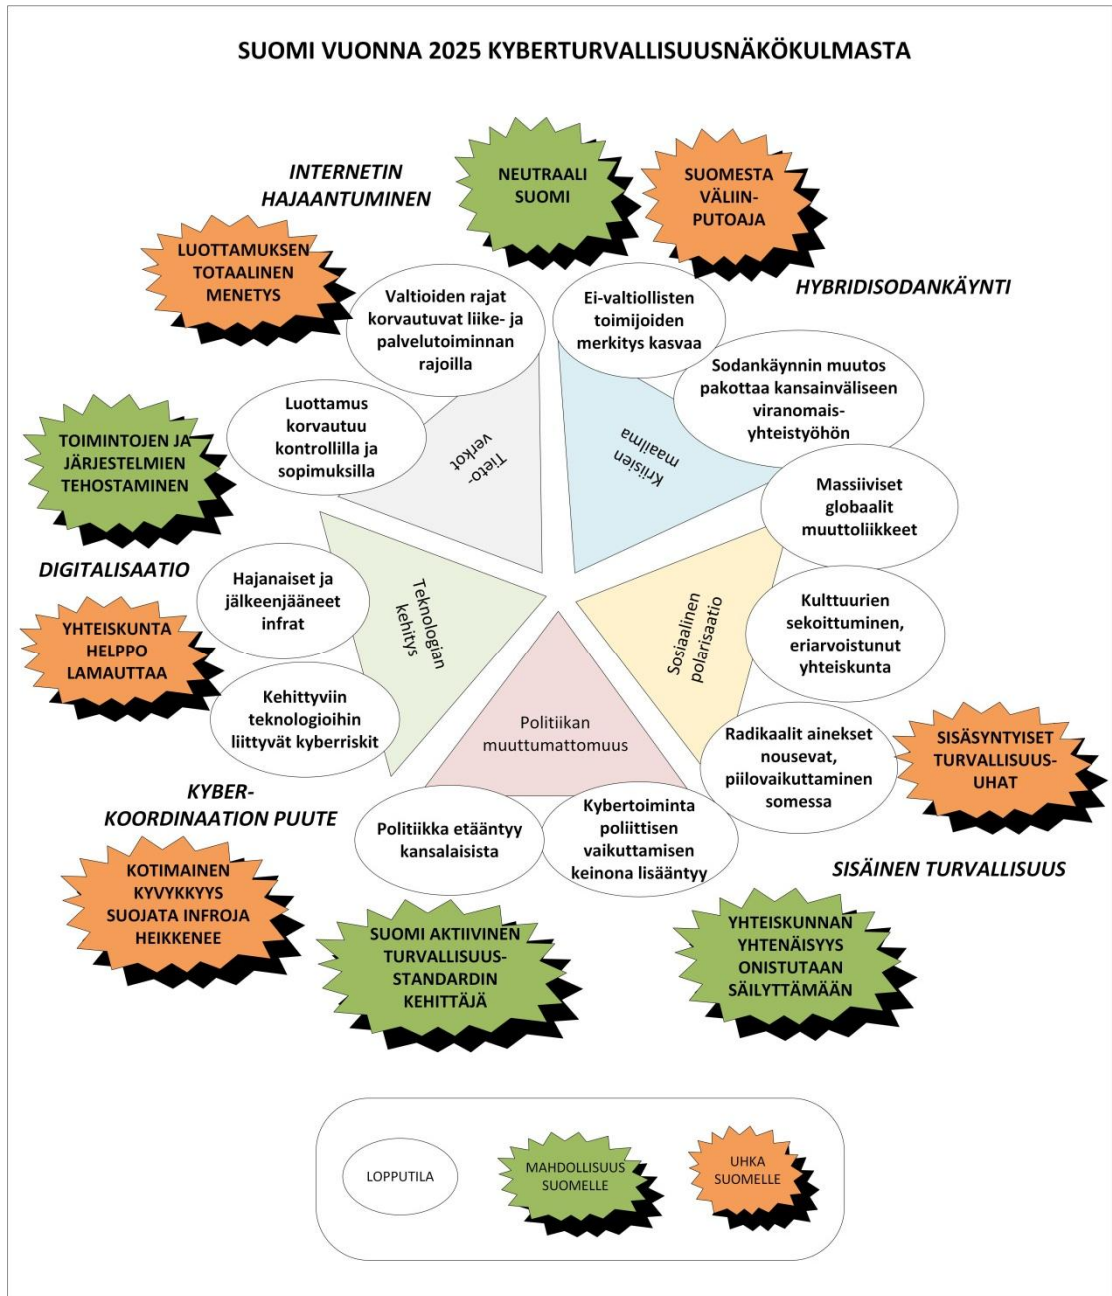 SUOMI VUONNA 2025 KYBERTURVALLISUUSNÄKÖKULMASTA
INTERNETIN
HAJAANTUMINEN
NEUTRAALI
SUOMI
SUOMESTA
VÄLIIN-
PUTOAJA
LUOTTAMUKSEN
TOTAALINEN
MENETYS
HYBRIDISODANKÄYNTI
Valtioiden rajat
korvautuvat liike- ja
palvelutoiminnan
rajoilla
Ei-valtiollisten
toimijoiden
merkitys kasvaa
Sodankäynnin muutos
pakottaa kansainväliseen
viranomais-
yhteistyöhön
Luottamus
korvautuu
kontrollilla ja
sopimuksilla
Tieto-
verkot
Kriisien
maailma
TOIMINTOJEN JA
JÄRJESTELMIEN
TEHOSTAMINEN
Massiiviset
globaalit
muuttoliikkeet
DIGITALISAATIO
Hajanaiset ja
jälkeenjääneet
infrat
Teknologian
kehitys
Sosiaalinen
polarisaatio
Kulttuurien
sekoittuminen,
eriarvoistunut
yhteiskunta
YHTEISKUNTA
HELPPO
LAMAUTTAA
Kehittyviin
teknologioihin
liittyvät kyberriskit
Politiikan
muuttumattomuus
Radikaalit ainekset
nousevat,
piilovaikuttaminen
somessa
SISÄSYNTYISET
TURVALLISUUS-
UHAT
KYBER-
KOORDINAATION PUUTE
Politiikka etääntyy
kansalaisista
Kybertoiminta
poliittisen
vaikuttamisen
keinona lisääntyy
SISÄINEN TURVALLISUUS
KOTIMAINEN
KYVYKKYYS
SUOJATA INFROJA
HEIKKENEE
SUOMI AKTIIVINEN
TURVALLISUUS-
STANDARDIN
KEHITTÄJÄ
YHTEISKUNNAN
YHTENÄISYYS
ONISTUTAAN
SÄILYTTÄMÄÄN
LOPPUTILA
MAHDOLLISUUS
SUOMELLE
UHKA
SUOMELLE